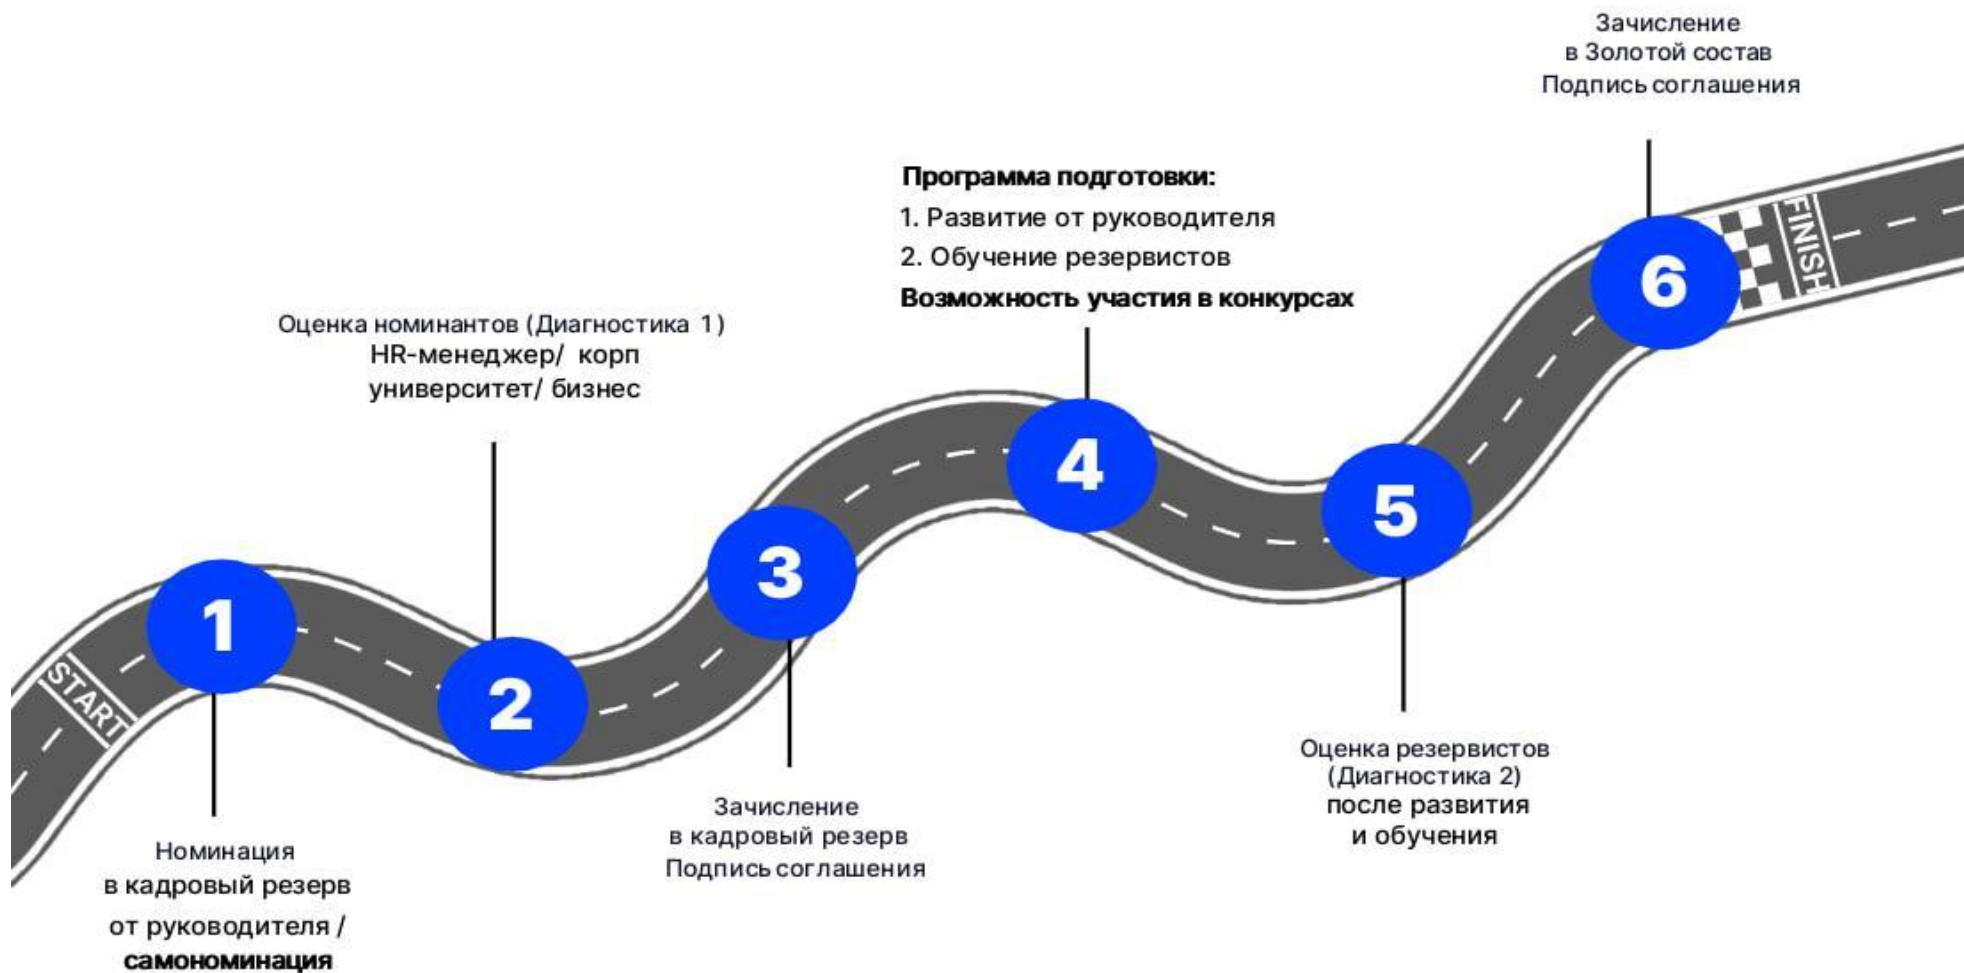 START
1
Номинация
в кадровый резерв
от руководителя /
самономинация
Оценка номинантов (Диагностика 1)
HR-менеджер/ корп
университет/ бизнес
2
3
Зачисление
в кадровый резерв
Подпись соглашения
Программа подготовки:
1. Развитие от руководителя
2. Обучение резервистов
Возможность участия в конкурсах
4
5
Оценка резервистов
(Диагностика 2)
после развития
и обучения
Зачисление
в Золотой состав
Подпись соглашения
6
FINISH